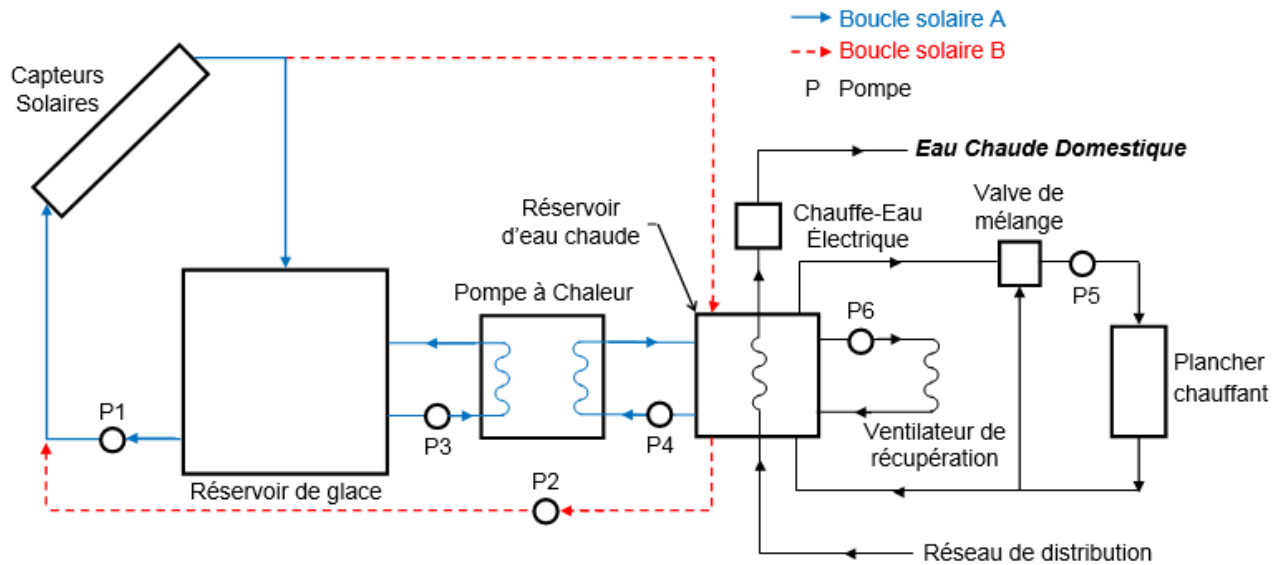 Boucle solaire A
Boucle solaire B
P Pompe
Capteurs
Solaires
Eau Chaude Domestique
Réservoir
d'eau chaude
Chauffe-Eau
Électrique
Valve de
mélange
Pompe à Chaleur
P5
P6
Plancher
chauffant
P1
P3
P4
Ventilateur de
récupération
Réservoir de glace
P2
Réseau de distribution